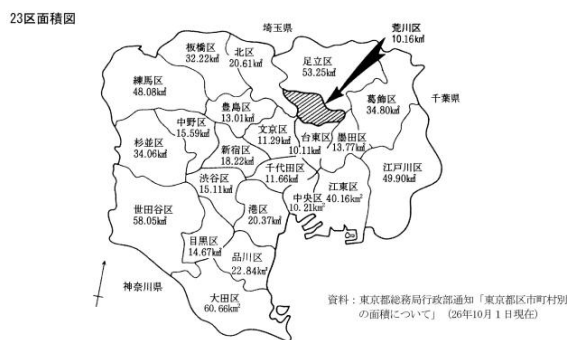 23区面積図
埼玉県
荒川区
10.16k㎡
板橋区
32.22k㎡
北区
20.61k㎡
足立区
53.25k㎡
練馬区
48.08k㎡
葛飾区
34.80k㎡
千葉県
豊島区
13.01k㎡
中野区
15.59k㎡
文京区
11.29k㎡
台東区
10.11k㎡
墨田区
13.77k㎡
杉並区
34.06k㎡
新宿区
18.22k㎡
江戸川区
49.90k㎡
千代田区
11.66k㎡
渋谷区
15.11k㎡
中央区
10.21km²
江東区
40.16km²
世田谷区
58.05k㎡
港区
20.37k㎡
目黒区
14.67k㎡
品川区
22.84km²
神奈川県
大田区
60.66km²
資料：東京都総務局行政部通知「東京都区市町村別
の面積について」（26年10月１日現在）